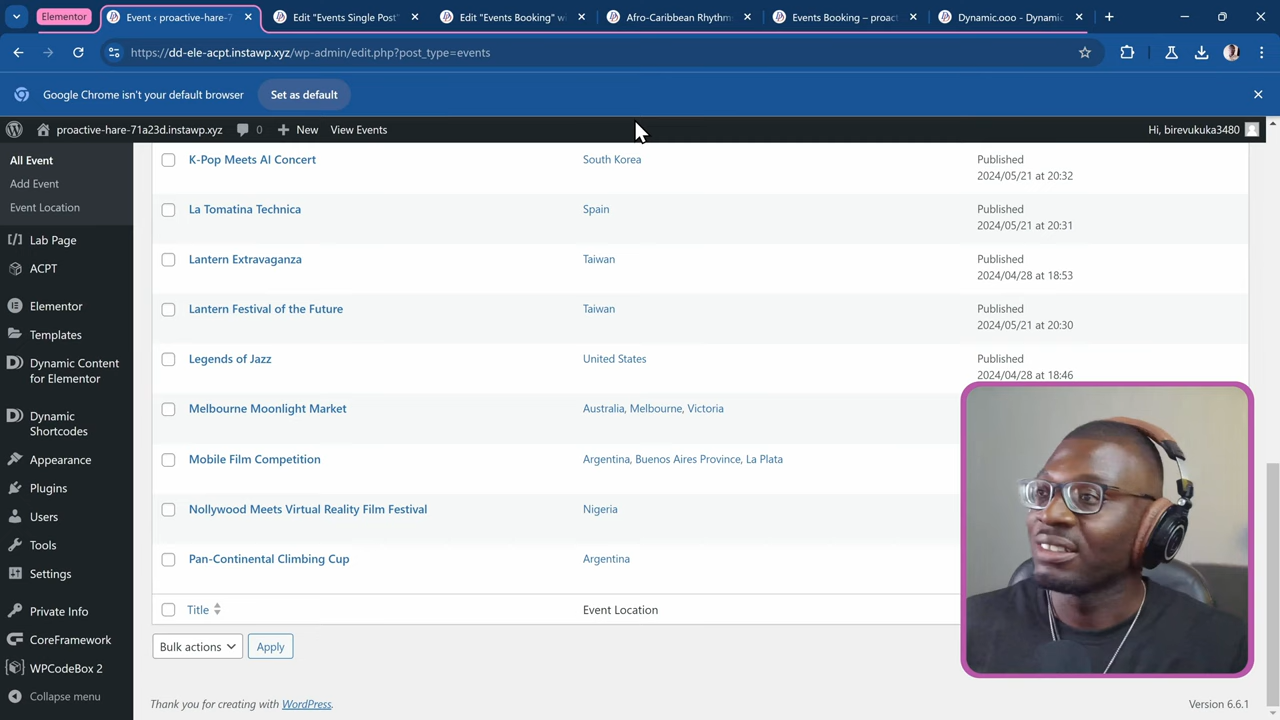 Elementor
Event ‹ proactive-hare-7
Edit "Events Single Post"
Edit "Events Booking" wi
Afro-Caribbean Rhythm
Events Booking – proac
Dynamic.ooo - Dynamic
https://dd-ele-acpt.instawp.xyz/wp-admin/edit.php?post_type=events
Google Chrome isn't your default browser
Set as default
proactive-hare-71a23d.instawp.xyz
0
New
View Events
Hi, birevukuka3480
All Event
Add Event
Event Location
Lab Page
ACPT
Elementor
Templates
Dynamic Content
for Elementor
Dynamic
Shortcodes
Appearance
Plugins
Users
Tools
Settings
Private Info
CoreFramework
WPCodeBox 2
Collapse menu
K-Pop Meets AI Concert
South Korea
Published
2024/05/21 at 20:32
La Tomatina Technica
Spain
Published
2024/05/21 at 20:31
Lantern Extravaganza
Taiwan
Published
2024/04/28 at 18:53
Lantern Festival of the Future
Taiwan
Published
2024/05/21 at 20:30
Legends of Jazz
United States
Published
2024/04/28 at 18:46
Melbourne Moonlight Market
Australia, Melbourne, Victoria
Mobile Film Competition
Argentina, Buenos Aires Province, La Plata
Nollywood Meets Virtual Reality Film Festival
Nigeria
Pan-Continental Climbing Cup
Argentina
Title
Event Location
Bulk actions
Apply
Thank you for creating with WordPress.
Version 6.6.1